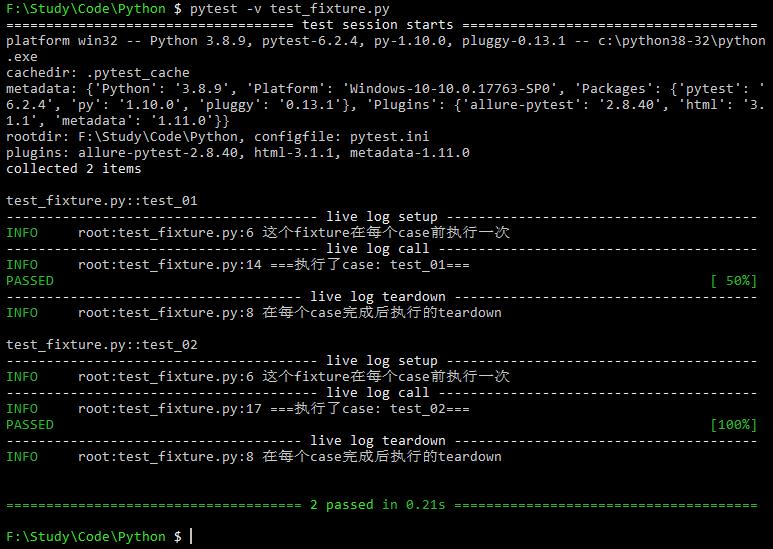 F:\Study\Code\Python $ pytest -v test_fixture.py
==================================== test session starts =====================================
platform win32 -- Python 3.8.9, pytest-6.2.4, py-1.10.0, pluggy-0.13.1 -- c:\python38-32\python
.exe
cachedir: .pytest_cache
metadata: {'Python': '3.8.9', 'Platform': 'Windows-10-10.0.17763-SP0', 'Packages': {'pytest': '
6.2.4', 'py': '1.10.0', 'pluggy': '0.13.1'}, 'Plugins': {'allure-pytest': '2.8.40', 'html': '3.
1.1', 'metadata': '1.11.0'}}
rootdir: F:\Study\Code\Python, configfile: pytest.ini
plugins: allure-pytest-2.8.40, html-3.1.1, metadata-1.11.0
collected 2 items

test_fixture.py::test_01
--------------------------------------- live log setup ---------------------------------------
INFO     root:test_fixture.py:6 这个fixture在每个case前执行一次
--------------------------------------- live log call ----------------------------------------
INFO     root:test_fixture.py:14 ===执行了case: test_01===
PASSED                                                                                  [ 50%]
------------------------------------- live log teardown --------------------------------------
INFO     root:test_fixture.py:8 在每个case完成后执行的teardown

test_fixture.py::test_02
--------------------------------------- live log setup ---------------------------------------
INFO     root:test_fixture.py:6 这个fixture在每个case前执行一次
--------------------------------------- live log call ----------------------------------------
INFO     root:test_fixture.py:17 ===执行了case: test_02===
PASSED                                                                                  [100%]
------------------------------------- live log teardown --------------------------------------
INFO     root:test_fixture.py:8 在每个case完成后执行的teardown

===================================== 2 passed in 0.21s ======================================

F:\Study\Code\Python $